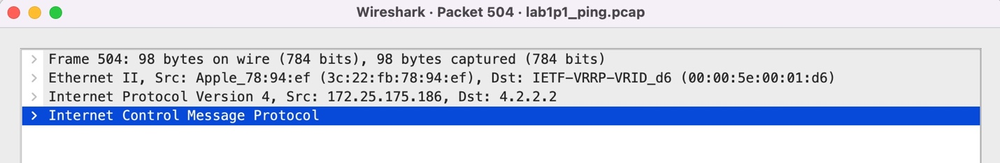 Wireshark · Packet 504 · lab1p1_ping.pcap
Frame 504: 98 bytes on wire (784 bits), 98 bytes captured (784 bits)
Ethernet II, Src: Apple_78:94:ef (3c:22:fb:78:94:ef), Dst: IETF-VRRP-VRID_d6 (00:00:5e:00:01:d6)
Internet Protocol Version 4, Src: 172.25.175.186, Dst: 4.2.2.2
Internet Control Message Protocol